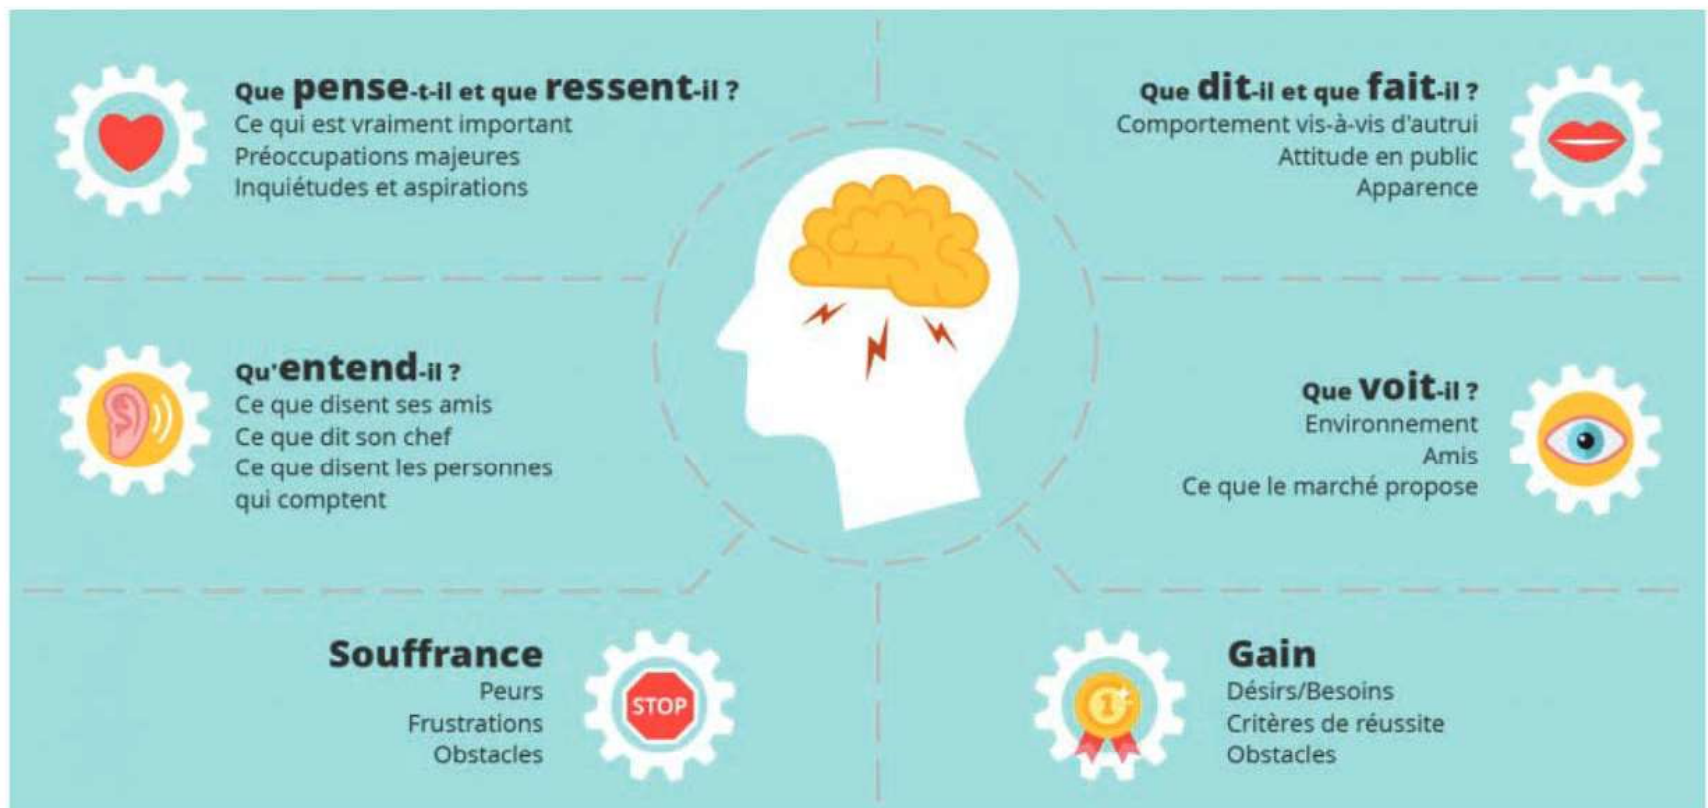 Que pense-t-il et que ressent-il ?
Ce qui est vraiment important
Préoccupations majeures
Inquiétudes et aspirations
Que dit-il et que fait-il ?
Comportement vis-à-vis d'autrui
Attitude en public
Apparence
Qu'entend-il ?
Ce que disent ses amis
Ce que dit son chef
Ce que disent les personnes
qui comptent
Que voit-il ?
Environnement
Amis
Ce que le marché propose
Souffrance
Peurs
Frustrations
Obstacles
STOP
1
Gain
Désirs/Besoins
Critères de réussite
Obstacles